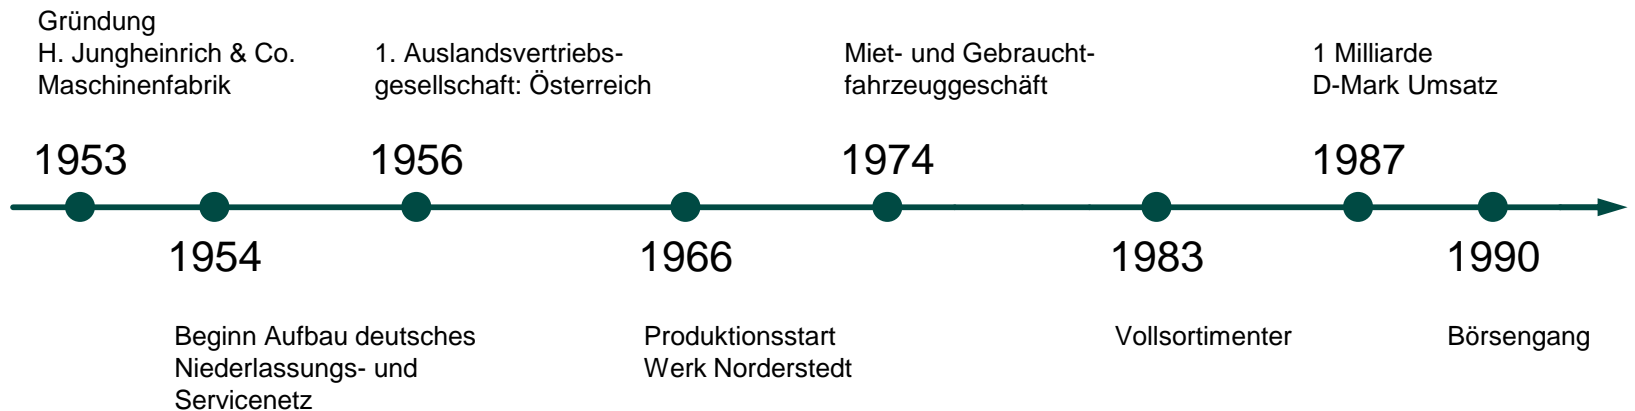 Gründung
H. Jungheinrich & Co.
Maschinenfabrik
1953
1954
Beginn Aufbau deutsches
Niederlassungs- und
Servicenetz
1. Auslandsvertriebs-
gesellschaft: Österreich
1956
1966
Produktionsstart
Werk Norderstedt
Miet- und Gebraucht-
fahrzeuggeschäft
1974
1983
Vollsortimenter
1 Milliarde
D-Mark Umsatz
1987
1990
Börsengang